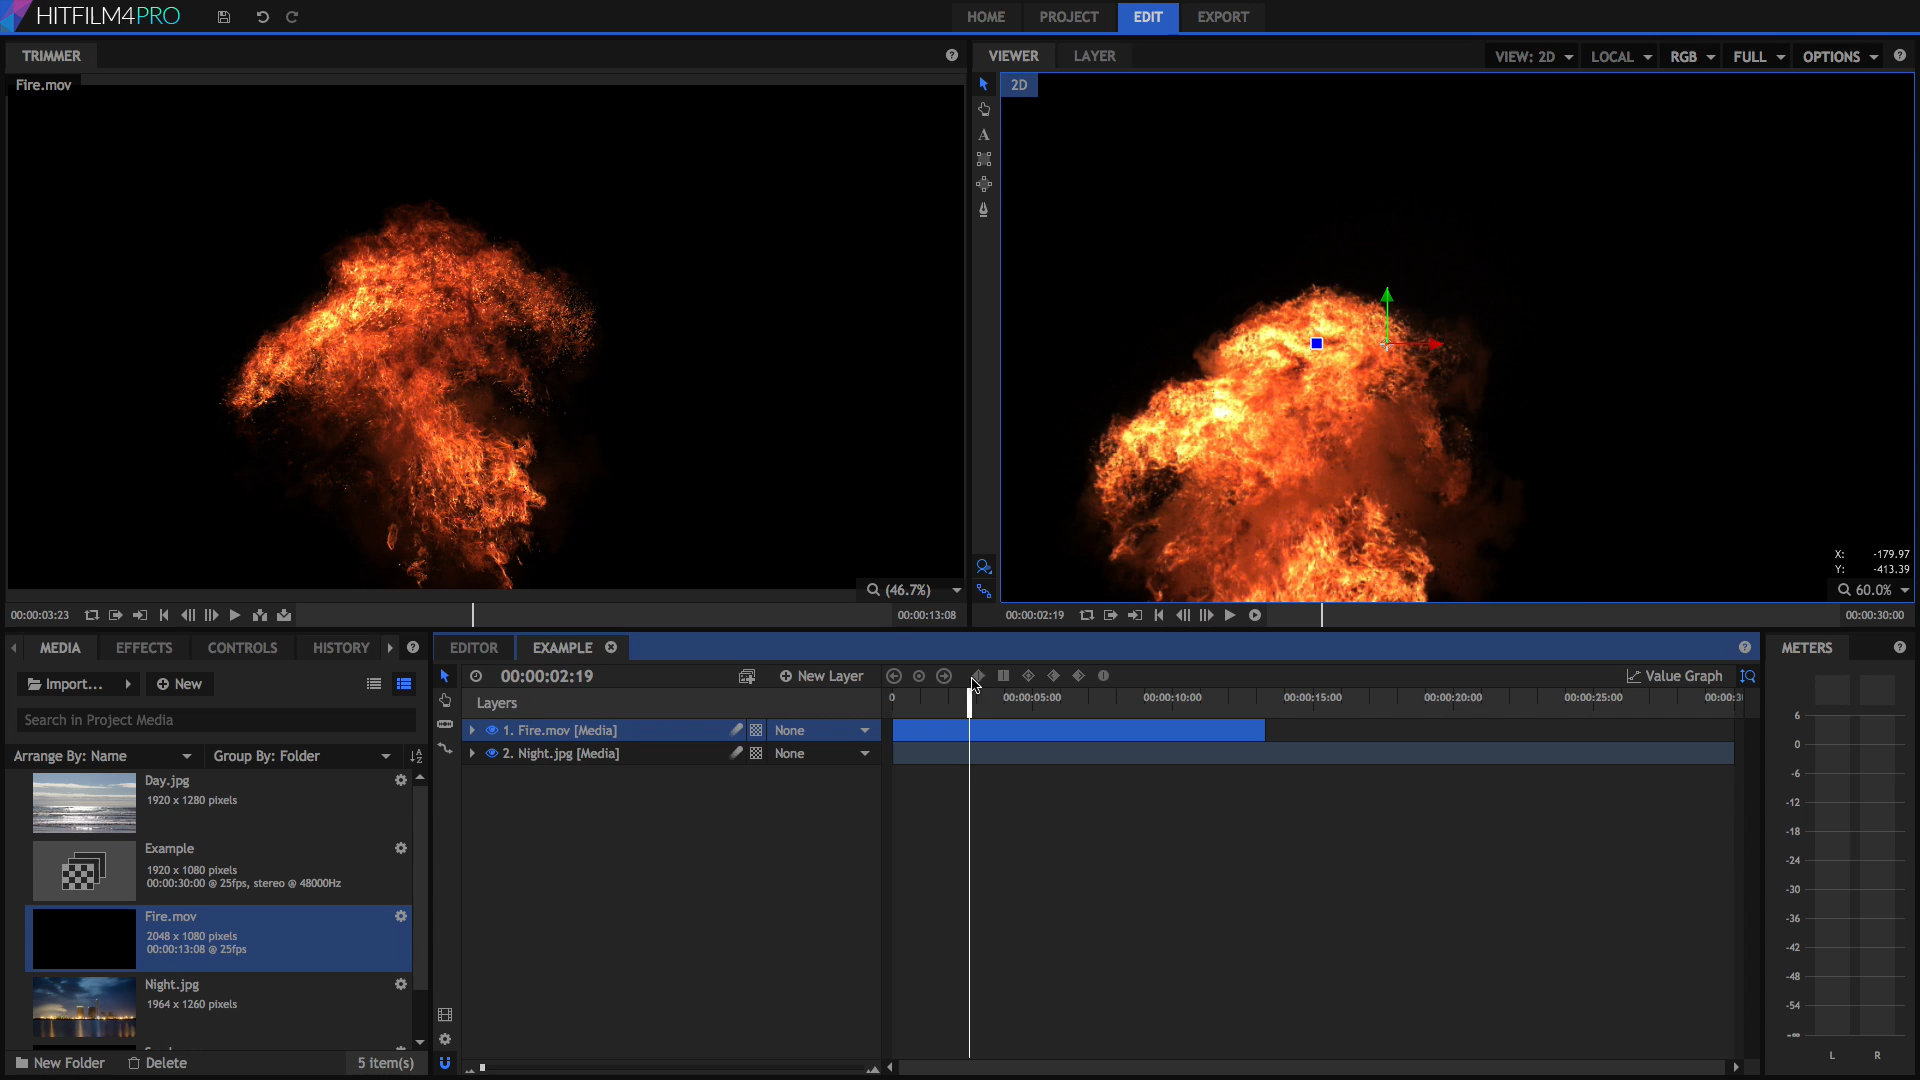 HITFILM4PRO
HOME PROJECT EDIT EXPORT
TRIMMER
Fire.mov
VIEWER LAYER VIEW: 2D LOCAL RGB FULL OPTIONS
2D
A
X: -179.97
Y: -413.39
(46.7%)
60.0%
00:00:03:23 00:00:13:08
00:00:02:19 00:00:30:00
MEDIA EFFECTS CONTROLS HISTORY
EDITOR EXAMPLE
METERS
Import... New
00:00:02:19 New Layer Value Graph
Layers
0 00:00:05:00 00:00:10:00 00:00:15:00 00:00:20:00 00:00:25:00 00:00:3
Search in Project Media
1. Fire.mov [Media] None
2. Night.jpg [Media] None
Arrange By: Name Group By: Folder
Day.jpg
1920 x 1280 pixels
Example
1920 x 1080 pixels
00:00:30:00 @ 25fps, stereo @ 48000Hz
Fire.mov
2048 x 1080 pixels
00:00:13:08 @ 25fps
Night.jpg
1964 x 1260 pixels
New Folder Delete 5 item(s)
6
0
-6
-12
-18
-24
-30
-36
-42
-48
-54
-∞
L R